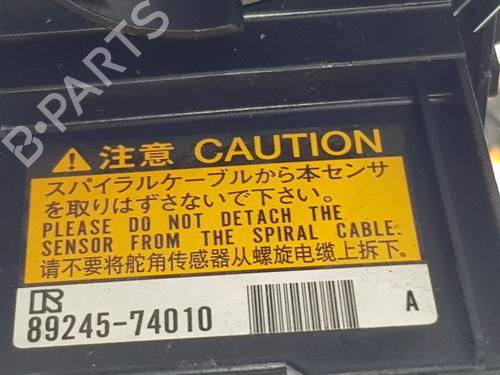 B-PARTS
注意 CAUTION
スパイラルケーブルから本センサ
を取りはずさないで下さい。
PLEASE DO NOT DETACH THE
SENSOR FROM THE SPIRAL CABLE.
请不要将舵角传感器从螺旋电缆上拆下.
89245-74010 A